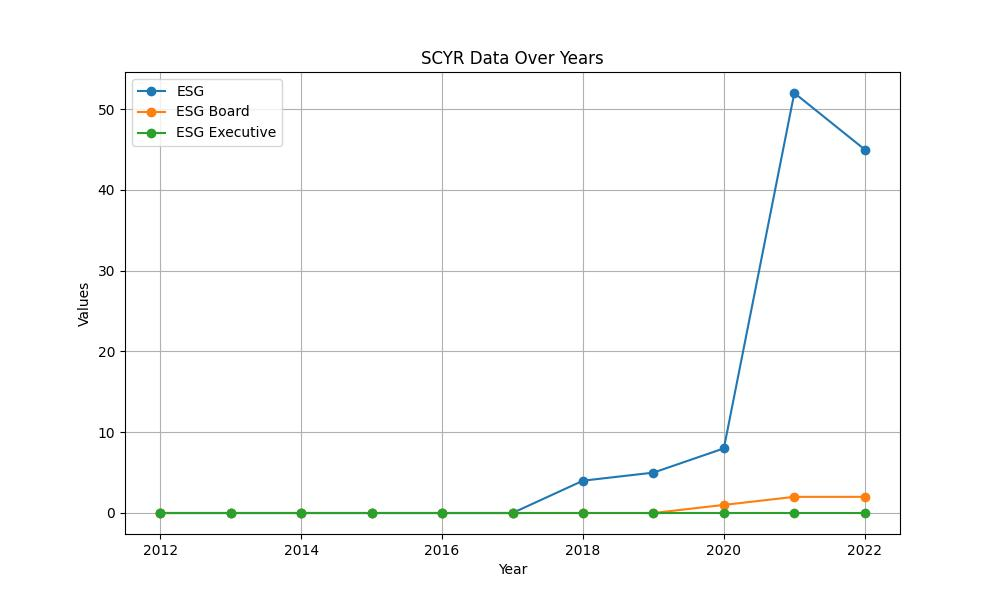 SCYR Data Over Years
ESG
ESG Board
ESG Executive
50
40
30
20
10
0
Values
2012 2014 2016 2018 2020 2022
Year